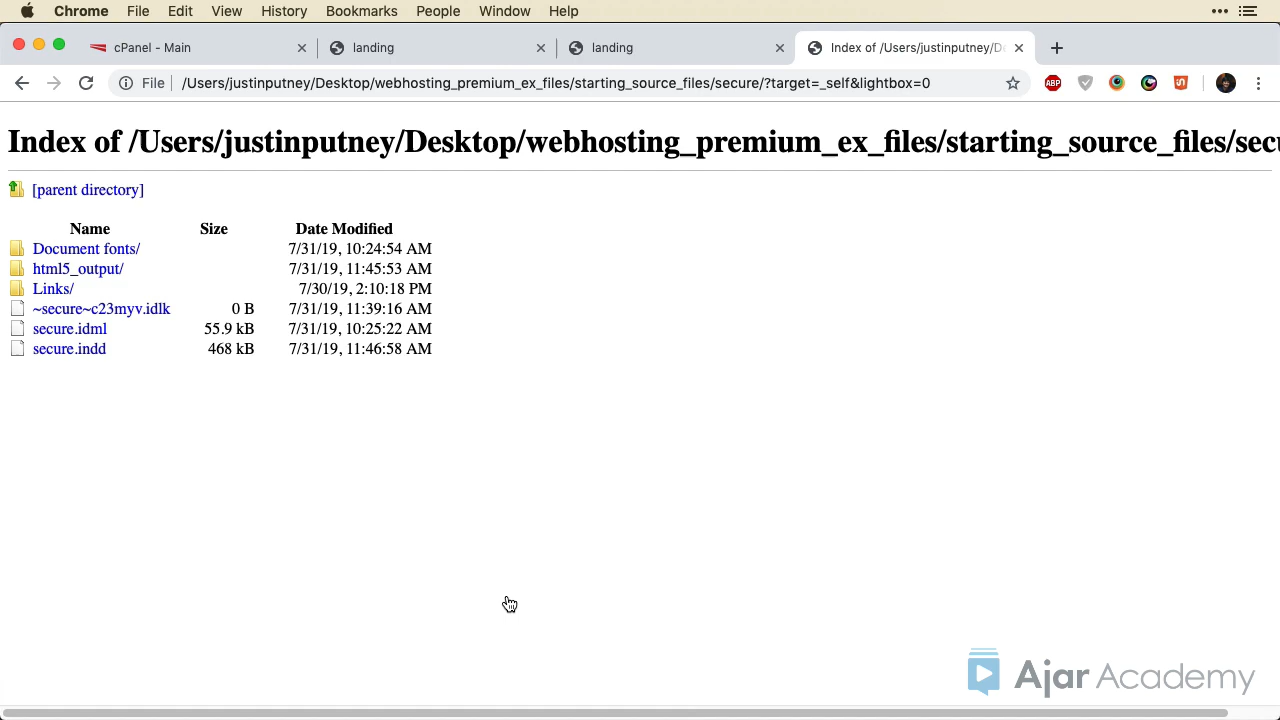 Chrome File Edit View History Bookmarks People Window Help
cPanel - Main landing landing Index of /Users/justinputney/D
File /Users/justinputney/Desktop/webhosting_premium_ex_files/starting_source_files/secure/?target=_self&lightbox=0 ABP
Index of /Users/justinputney/Desktop/webhosting_premium_ex_files/starting_source_files/secu
[parent directory]
Name Size Date Modified
Document fonts/ 7/31/19, 10:24:54 AM
html5_output/ 7/31/19, 11:45:53 AM
Links/ 7/30/19, 2:10:18 PM
~secure~c23myv.idlk 0 B 7/31/19, 11:39:16 AM
secure.idml 55.9 kB 7/31/19, 10:25:22 AM
secure.indd 468 kB 7/31/19, 11:46:58 AM
Ajar Academy